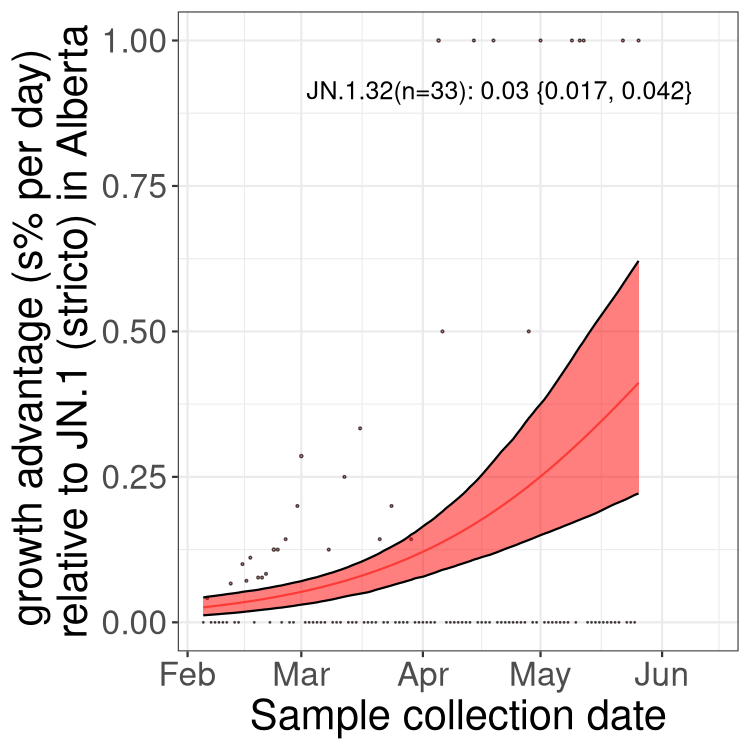 growth advantage (s% per day)
relative to JN.1 (stricto) in Alberta
1.00
0.75
0.50
0.25
0.00
JN.1.32(n=33): 0.03 {0.017, 0.042}
Feb Mar Apr May Jun
Sample collection date